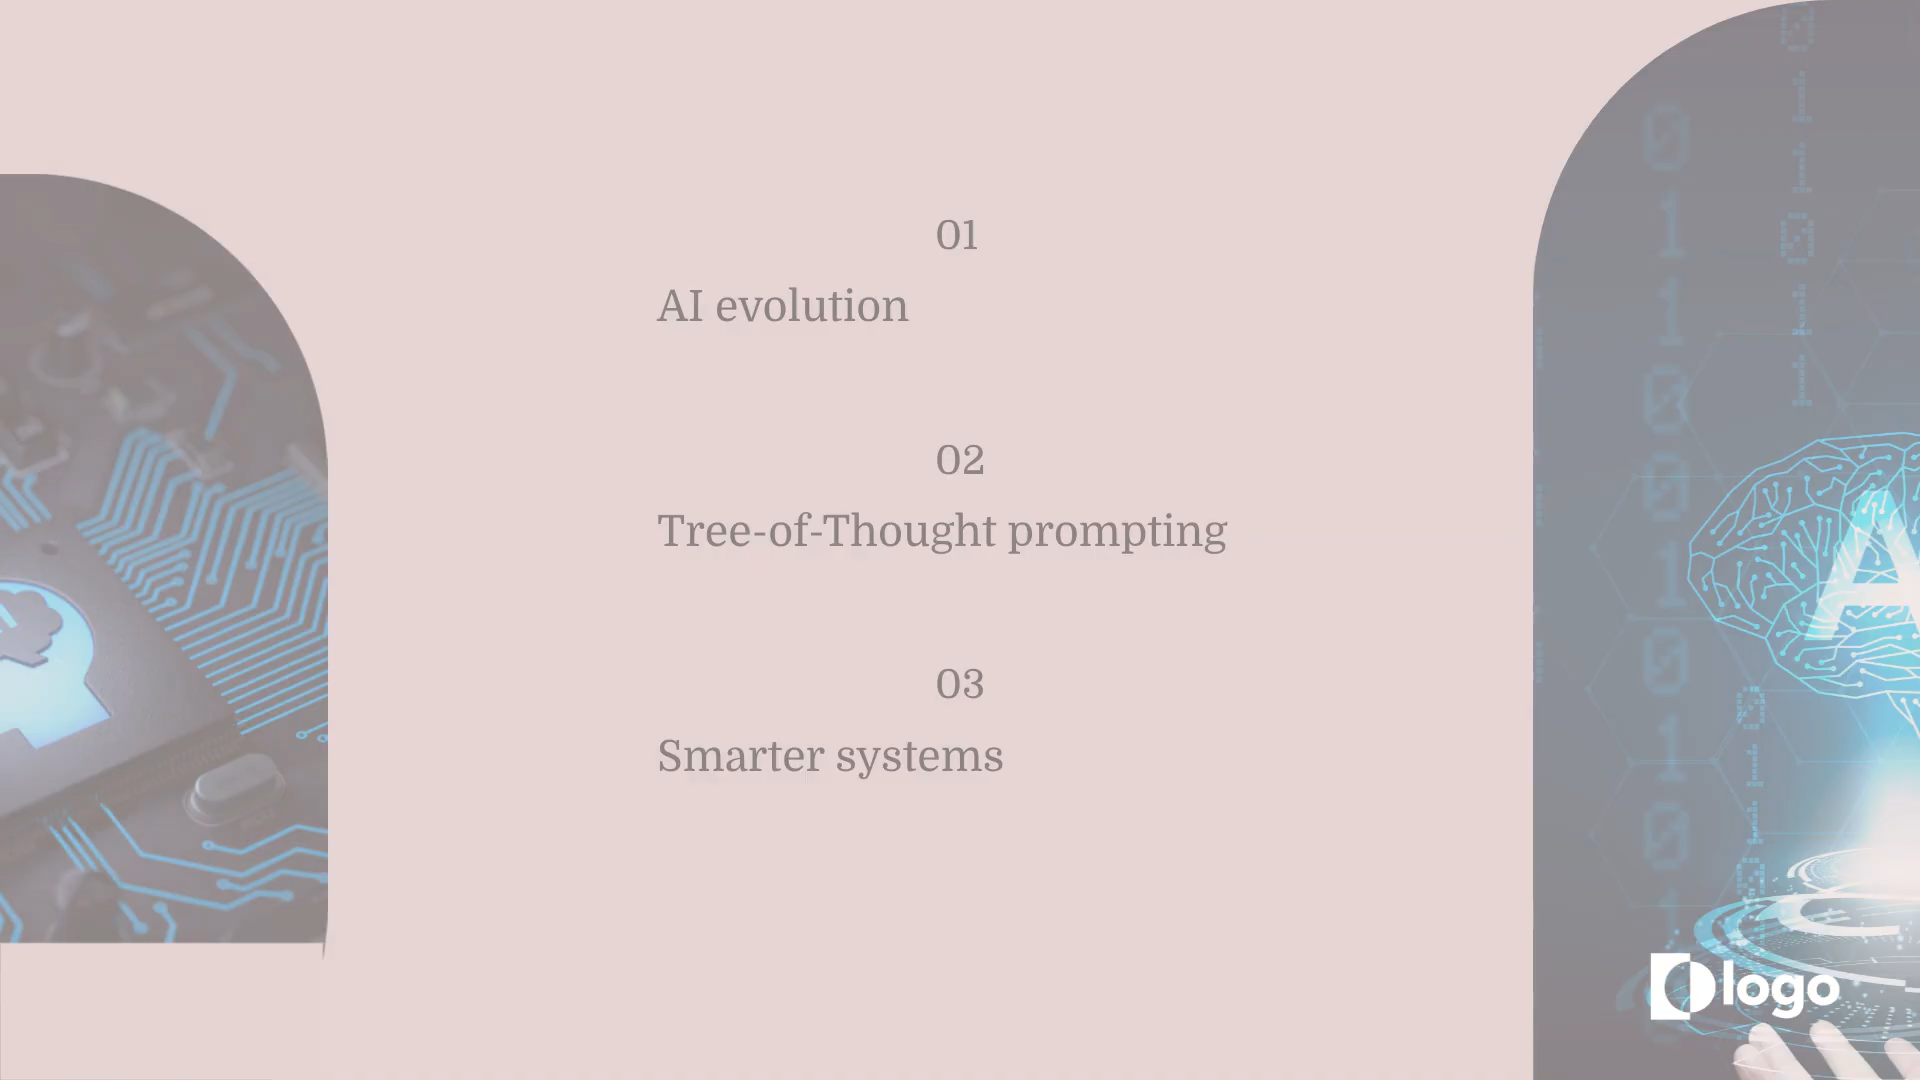 01
AI evolution
02
Tree-of-Thought prompting
03
Smarter systems
logo